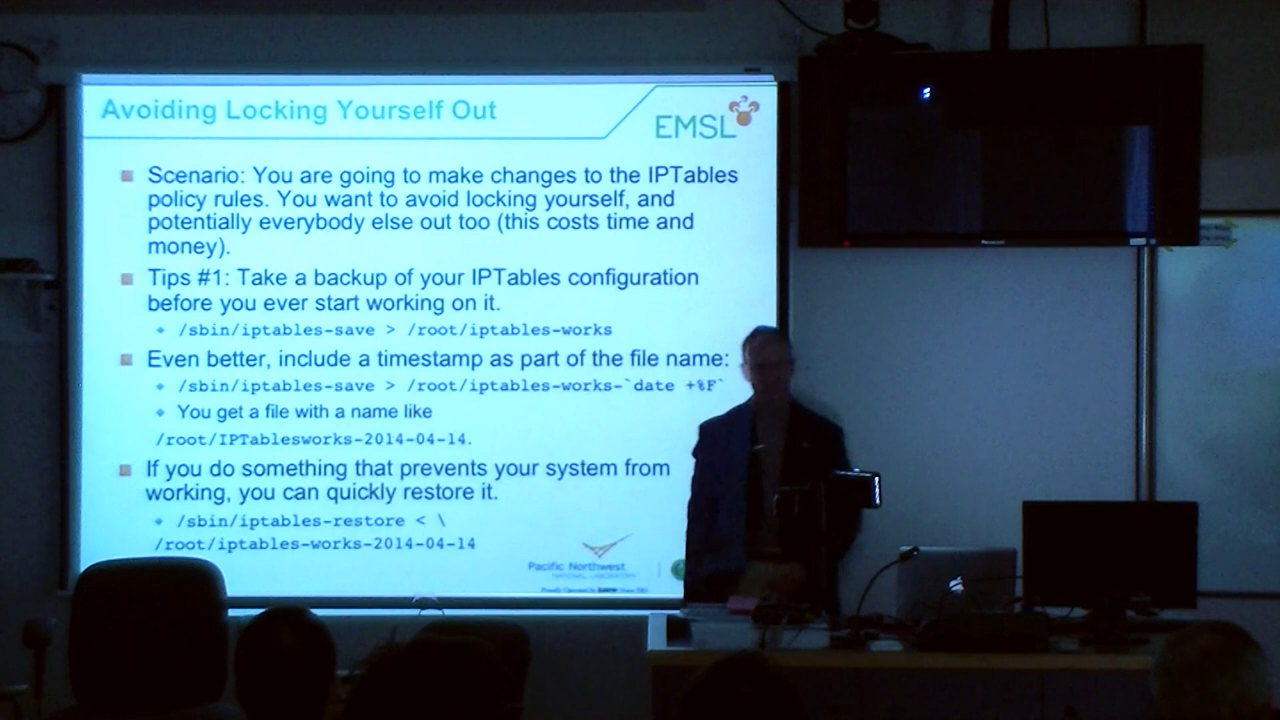 Avoiding Locking Yourself Out
EMSL
Scenario: You are going to make changes to the IPTables
policy rules. You want to avoid locking yourself, and
potentially everybody else out too (this costs time and
money).
Tips #1: Take a backup of your IPTables configuration
before you ever start working on it.
/sbin/iptables-save > /root/iptables-works
Even better, include a timestamp as part of the file name:
/sbin/iptables-save > /root/iptables-works-`date +%F`
You get a file with a name like
/root/IPTablesworks-2014-04-14.
If you do something that prevents your system from
working, you can quickly restore it.
/sbin/iptables-restore < \
/root/iptables-works-2014-04-14
Pacific Northwest
NATIONAL LABORATORY
Panasonic